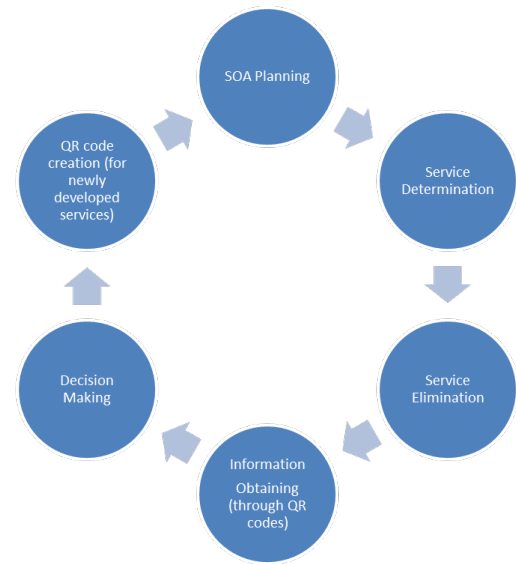 SOA Planning
Service
Determination
Service
Elimination
Information
Obtaining
(through QR
codes)
Decision
Making
QR code
creation (for
newly
developed
services)